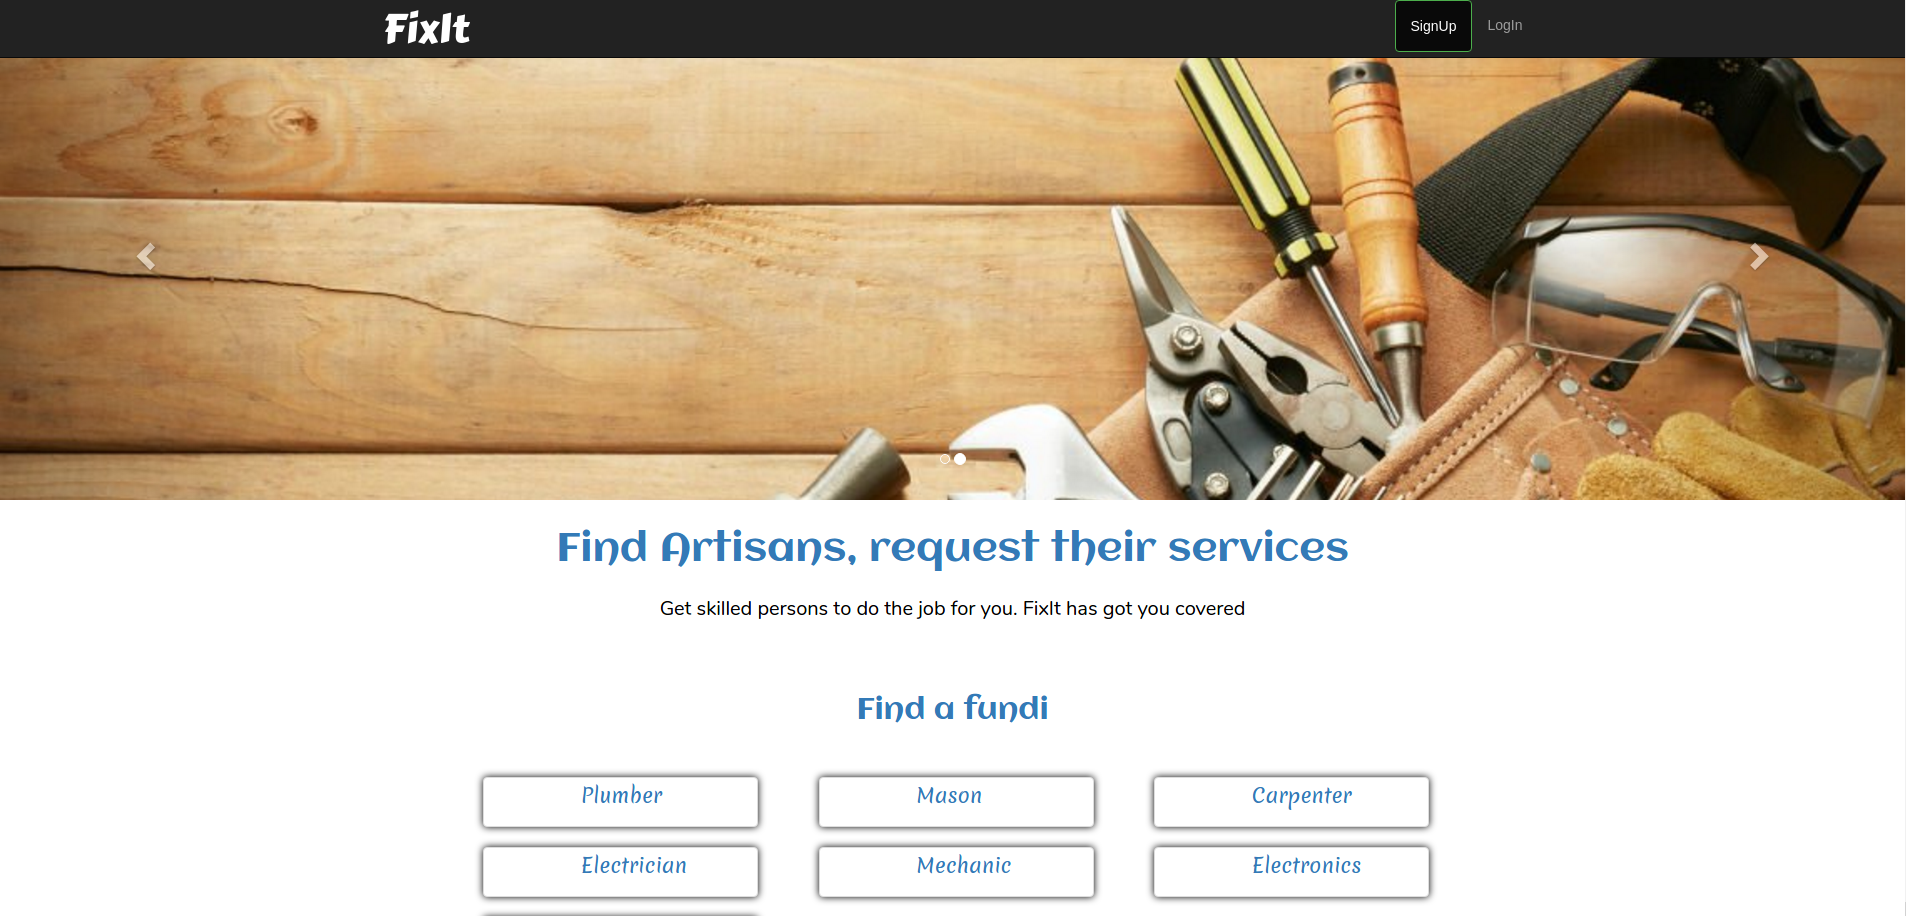 FixIt
SignUp
LogIn
Find Artisans, request their services
Get skilled persons to do the job for you. FixIt has got you covered
Find a fundi
Plumber
Mason
Carpenter
Electrician
Mechanic
Electronics